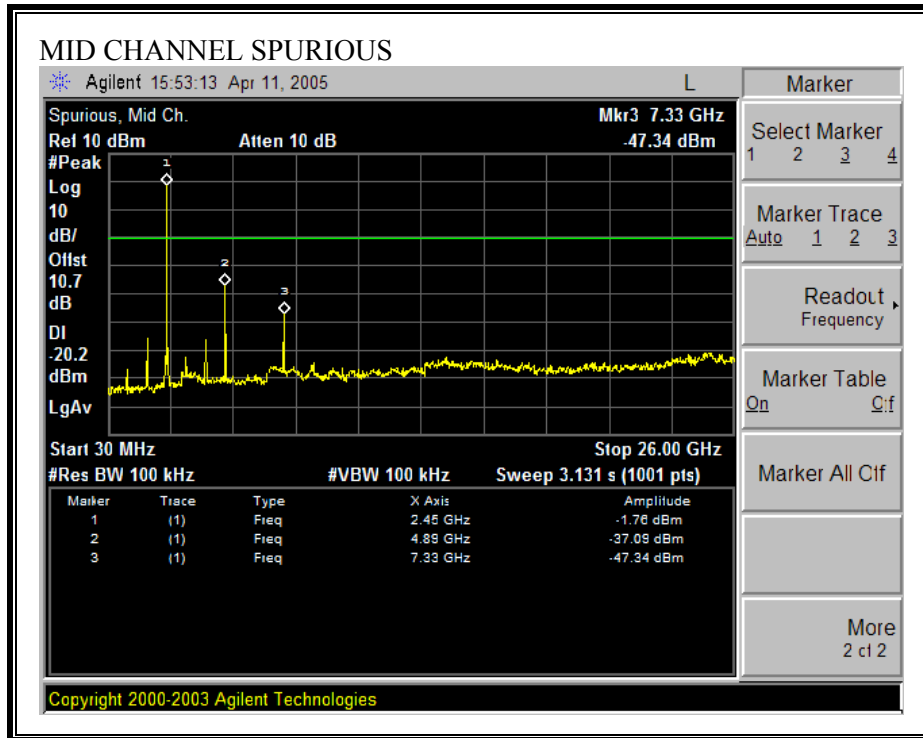 MID CHANNEL SPURIOUS
Agilent 15:53:13 Apr 11, 2005 L
Marker
Spurious, Mid Ch. Mkr3 7.33 GHz
Ref 10 dBm Atten 10 dB -47.34 dBm
#Peak
Log
10
dB/
Offst
10.7
dB
DI
-20.2
dBm
LgAv
1
2
3
Start 30 MHz Stop 26.00 GHz
#Res BW 100 kHz #VBW 100 kHz Sweep 3.131 s (1001 pts)
Marker Trace Type X Axis Amplitude
1 (1) Freq 2.45 GHz -1.76 dBm
2 (1) Freq 4.89 GHz -37.09 dBm
3 (1) Freq 7.33 GHz -47.34 dBm
Select Marker
1 2 3 4
Marker Trace
Auto 1 2 3
Readout
Frequency
Marker Table
On Off
Marker All Off
More
2 of 2
Copyright 2000-2003 Agilent Technologies